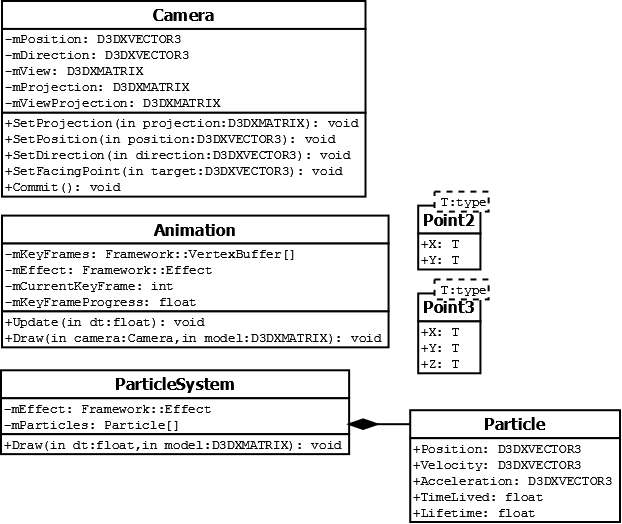 Camera
-mPosition: D3DXVECTOR3
-mDirection: D3DXVECTOR3
-mView: D3DXMATRIX
-mProjection: D3DXMATRIX
-mViewProjection: D3DXMATRIX
+SetProjection(in projection:D3DXMATRIX): void
+SetPosition(in position:D3DXVECTOR3): void
+SetDirection(in direction:D3DXVECTOR3): void
+SetFacingPoint(in target:D3DXVECTOR3): void
+Commit(): void
Animation
-mKeyFrames: Framework::VertexBuffer[]
-mEffect: Framework::Effect
-mCurrentKeyFrame: int
-mKeyFrameProgress: float
+Update(in dt:float): void
+Draw(in camera:Camera,in model:D3DXMATRIX): void
T:type
Point2
+X: T
+Y: T
T:type
Point3
+X: T
+Y: T
+Z: T
ParticleSystem
-mEffect: Framework::Effect
-mParticles: Particle[]
+Draw(in dt:float,in model:D3DXMATRIX): void
Particle
+Position: D3DXVECTOR3
+Velocity: D3DXVECTOR3
+Acceleration: D3DXVECTOR3
+TimeLived: float
+Lifetime: float